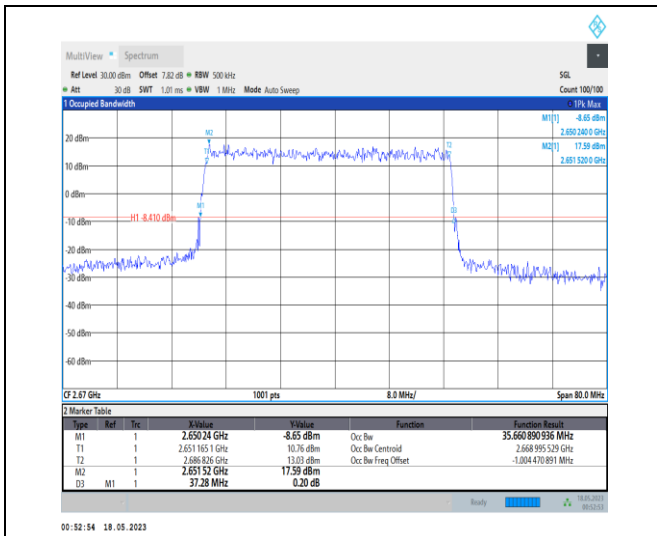 MultiView Spectrum
Ref Level 30.00 dBm Offset 7.82 dB RBW 500 kHz SGL
Att 30 dB SWT 1.01 ms VBW 1 MHz Mode Auto Sweep Count 100/100
1 Occupied Bandwidth 1Pk Max
M1[1] -8.65 dBm
2.650 240 0 GHz
M2[1] 17.59 dBm
2.651 520 0 GHz
M2
T1
T2
20 dBm
10 dBm
0 dBm
M1
D3
H1 -8.410 dBm
-10 dBm
-20 dBm
-30 dBm
-40 dBm
-50 dBm
-60 dBm
CF 2.67 GHz 1001 pts 8.0 MHz/ Span 80.0 MHz
2 Marker Table
Type Ref Trc X-Value Y-Value Function Function Result
M1 1 2.65024 GHz -8.65 dBm Occ Bw 35.660 890 936 MHz
T1 1 2.651 165 1 GHz 10.76 dBm Occ Bw Centroid 2.668 995 529 GHz
T2 1 2.686 826 GHz 13.03 dBm Occ Bw Freq Offset -1.004 470 891 MHz
M2 1 2.651 52 GHz 17.59 dBm
D3 M1 1 37.28 MHz 0.20 dB
Ready 18.05.2023
00:52:53
00:52:54 18.05.2023